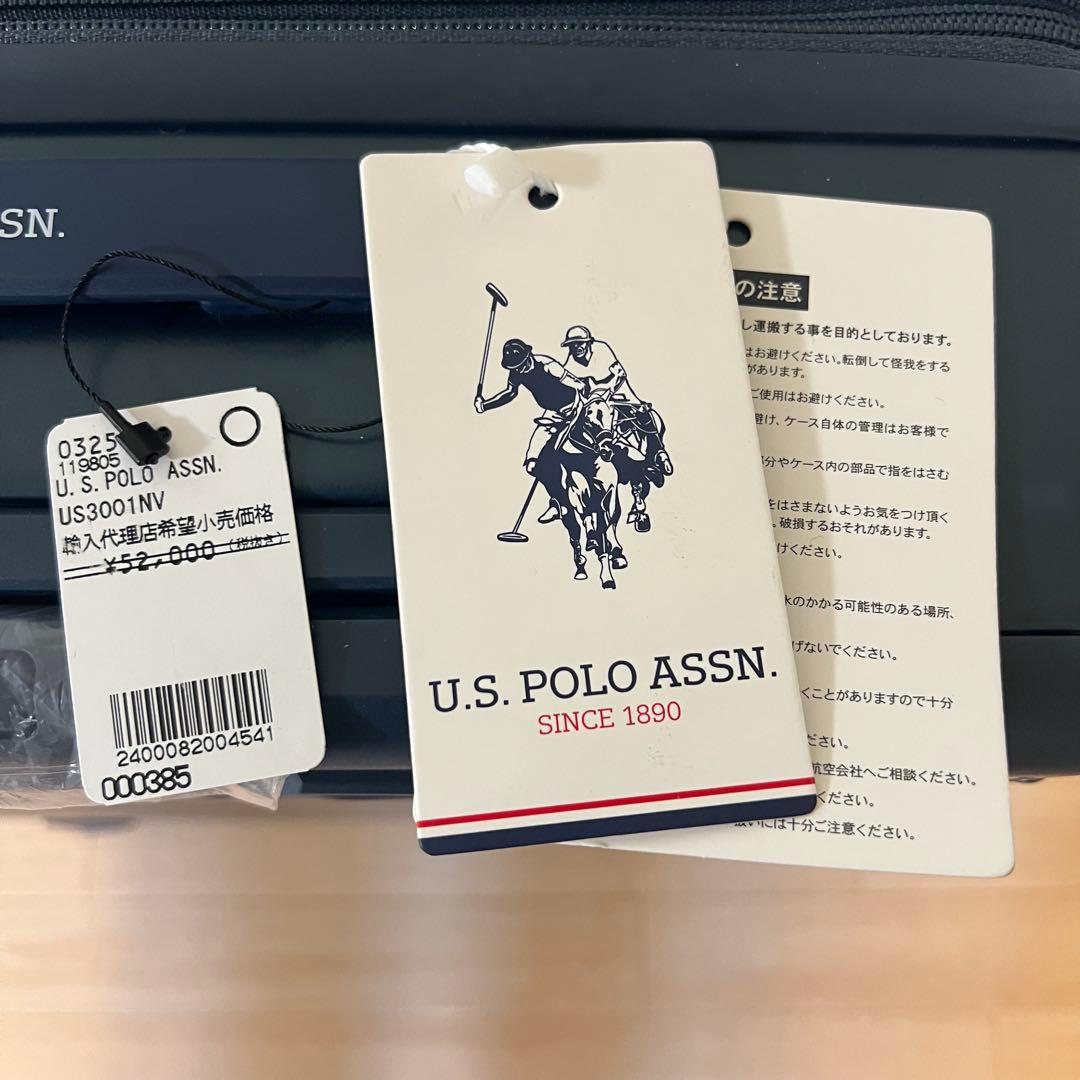 SSN.
0325
119805
U.S.POLO ASSN.
US3001NV
輸入代理店希望小売価格
¥52,000 (税抜き)
2400082004541
000385
U.S. POLO ASSN.
SINCE 1890
の注意
し運搬する事を目的としております。
はお避けください。転倒して怪我をする
があります。
ご使用はお避けください。
避け、ケース自体の管理はお客様で
部分やケース内の部品で指をはさむ
をはさまないようお気をつけ頂く
。破損するおそれがあります。
けください。
水のかかる可能性のある場所、
げないでください。
くことがありますので十分
ださい。
航空会社へご相談ください。
ください。
扱いには十分ご注意ください。